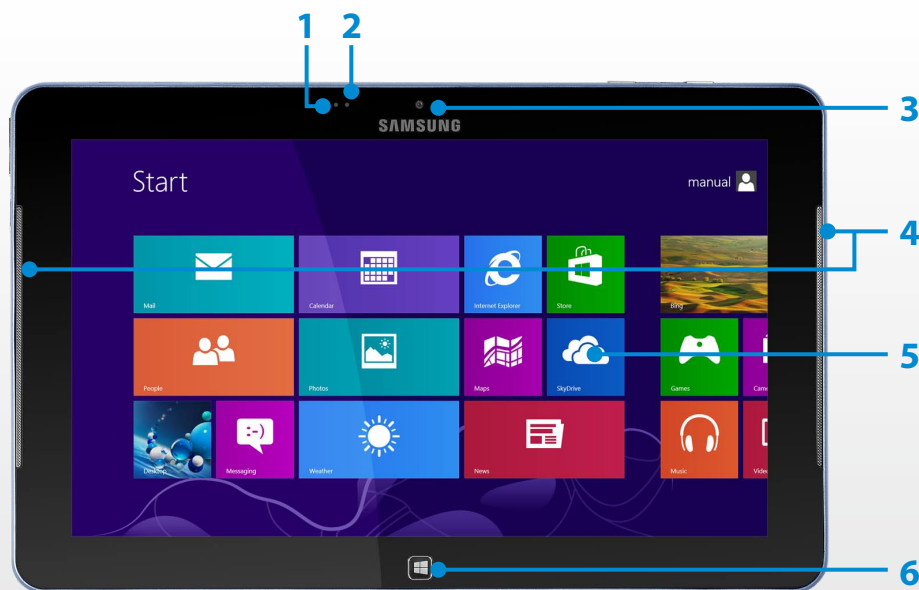 1 2
3
SAMSUNG
Start
manual
4
Mail
Calendar
Internet Explorer
Store
Bing
5
People
Photos
Maps
SkyDrive
Games
Desktop
Messaging
Weather
News
Music
6